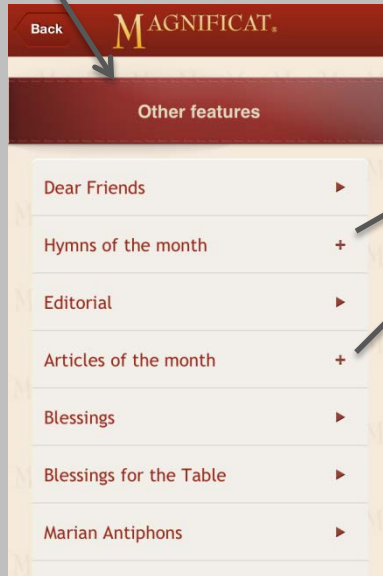 Back
MAGNIFICAT®
Other features
Dear Friends
Hymns of the month
Editorial
Articles of the month
Blessings
Blessings for the Table
Marian Antiphons